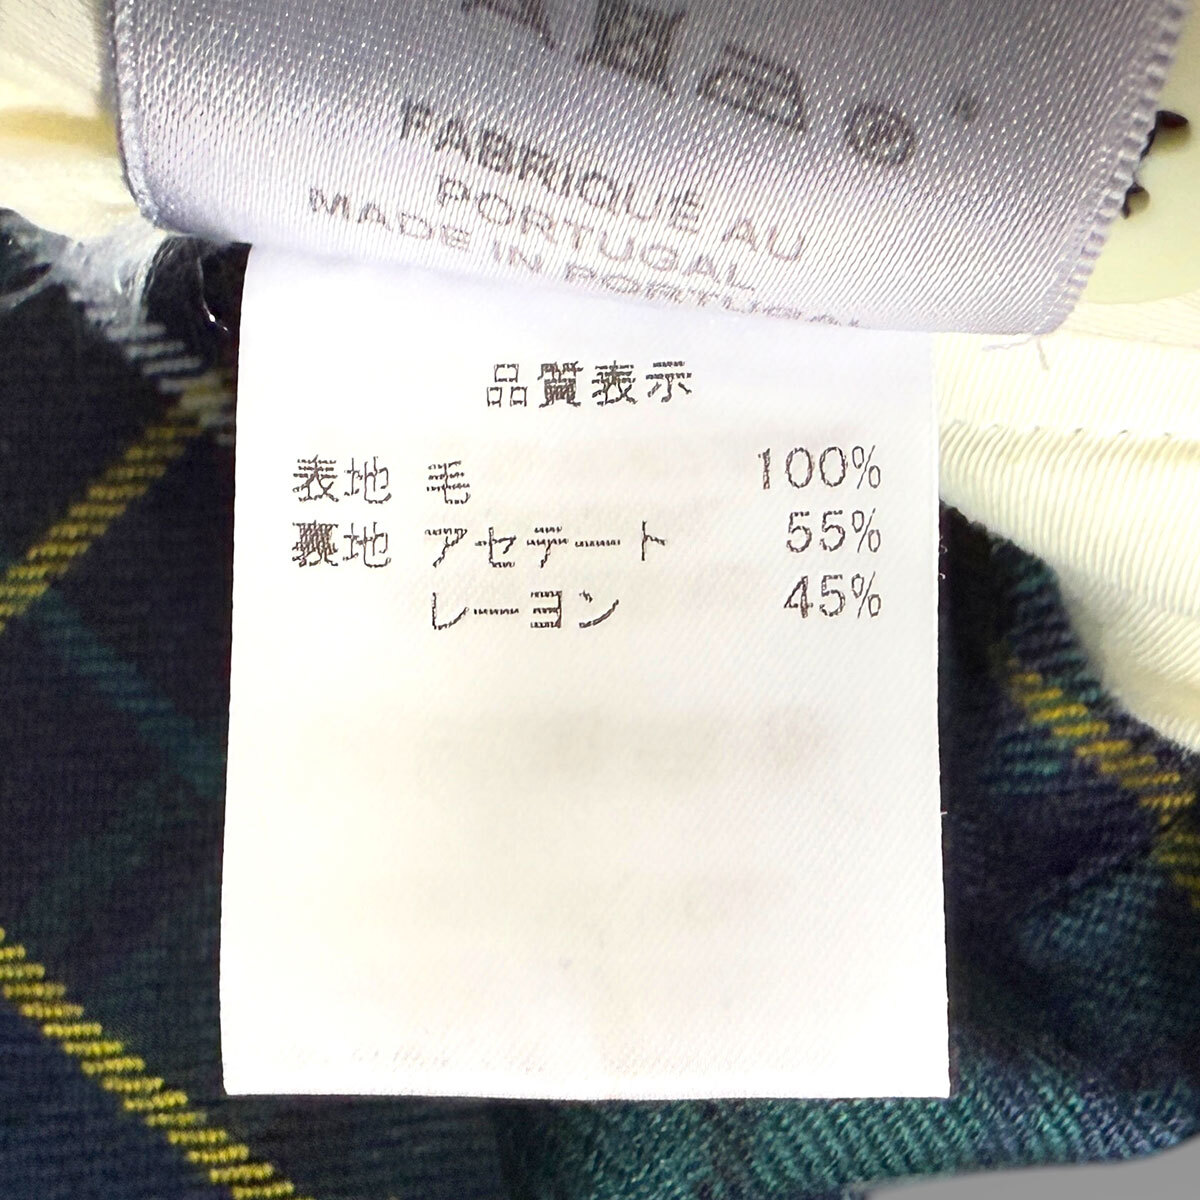 FABRIQUÉ AU
PORTUGAL
MADE IN PORTUGAL
品質表示
表地 毛 100%
裏地 アセテート 55%
レーヨン 45%